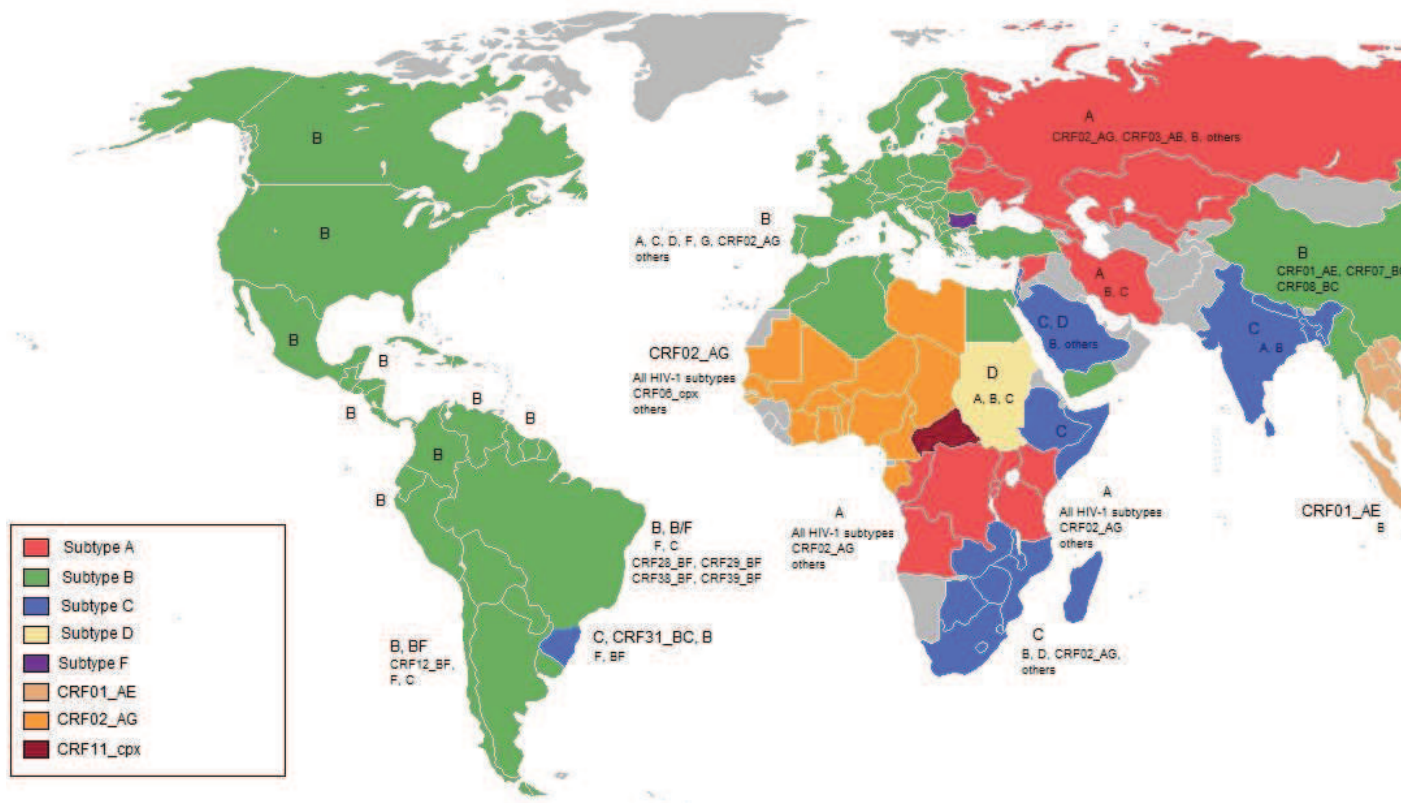 B
B
B
B
B
B
B
B
B
B, B/F
F, C
CRF28_BF, CRF29_BF
CRF38_BF, CRF39_BF
C, CRF31_BC, B
F, BF
B, BF
CRF12_BF,
F, C
B
A, C, D, F, G, CRF02_AG
others
A
CRF02_AG, CRF03_AB, B, others
A
B, C
B
CRF01_AE, CRF07_BC
CRF08_BC
C, D
B, others
C
A, B
CRF02_AG
All HIV-1 subtypes
CRF06_cpx
others
D
A, B, C
C
A
All HIV-1 subtypes
CRF02_AG
others
A
All HIV-1 subtypes
CRF02_AG
others
C
B, D, CRF02_AG,
others
CRF01_AE
B
Subtype A
Subtype B
Subtype C
Subtype D
Subtype F
CRF01_AE
CRF02_AG
CRF11_cpx